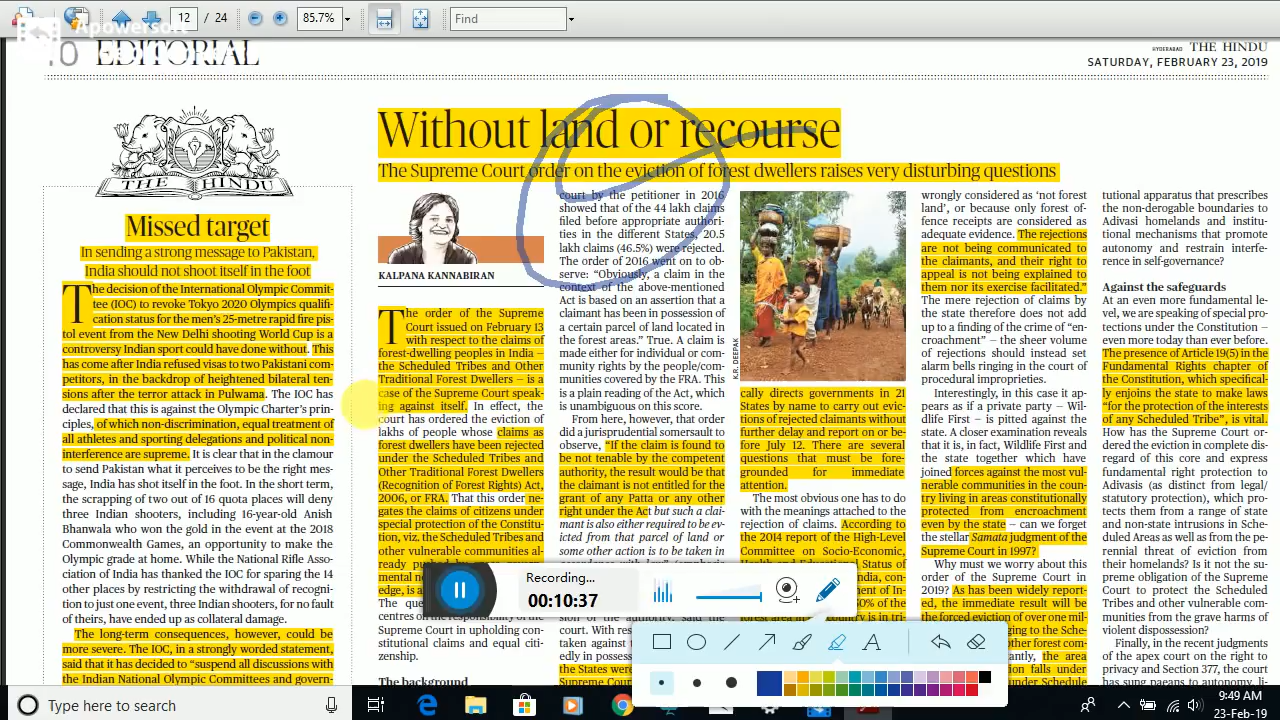 12 / 24
85.7%
Find
Apowersoft
10 EDITORIAL
HYDERABAD THE HINDU
SATURDAY, FEBRUARY 23, 2019
THE HINDU
Missed target
In sending a strong message to Pakistan,
India should not shoot itself in the foot
The decision of the International Olympic Commit-
tee (IOC) to revoke Tokyo 2020 Olympics qualifi-
cation status for the men's 25-metre rapid fire pis-
tol event from the New Delhi shooting World Cup is a
controversy Indian sport could have done without. This
has come after India refused visas to two Pakistani com-
petitors, in the backdrop of heightened bilateral ten-
sions after the terror attack in Pulwama. The IOC has
declared that this is against the Olympic Charter's prin-
ciples, of which non-discrimination, equal treatment of
all athletes and sporting delegations and political non-
interference are supreme. It is clear that in the clamour
to send Pakistan what it perceives to be the right mes-
sage, India has shot itself in the foot. In the short term,
the scrapping of two out of 16 quota places will deny
three Indian shooters, including 16-year-old Anish
Bhanwala who won the gold in the event at the 2018
Commonwealth Games, an opportunity to make the
Olympic grade at home. While the National Rifle Asso-
ciation of India has thanked the IOC for sparing the 14
other places by restricting the withdrawal of recogni-
tion to just one event, three Indian shooters, for no fault
of theirs, have ended up as collateral damage.
The long-term consequences, however, could be
more severe. The IOC, in a strongly worded statement,
said that it has decided to "suspend all discussions with
the Indian National Olympic Committees and govern-
Without land or recourse
The Supreme Court order on the eviction of forest dwellers raises very disturbing questions
KALPANA KANNABIRAN
The order of the Supreme
Court issued on February 13
with respect to the claims of
forest-dwelling peoples in India –
the Scheduled Tribes and Other
Traditional Forest Dwellers – is a
case of the Supreme Court speak-
ing against itself. In effect, the
court has ordered the eviction of
lakhs of people whose claims as
forest dwellers have been rejected
under the Scheduled Tribes and
Other Traditional Forest Dwellers
(Recognition of Forest Rights) Act,
2006, or FRA. That this order ne-
gates the claims of citizens under
special protection of the Constitu-
tion, viz. the Scheduled Tribes and
other vulnerable communities al-
ready pushed
mental
edge, is a
The
centres on the responsibility of the
Supreme Court in upholding con-
stitutional claims and equal citi-
zenship.
The background
court by the petitioner in 2016
showed that of the 44 lakh claims
filed before appropriate authori-
ties in the different States, 20.5
lakh claims (46.5%) were rejected.
The order of 2016 went on to ob-
serve: "Obviously, a claim in the
context of the above-mentioned
Act is based on an assertion that a
claimant has been in possession of
a certain parcel of land located in
the forest areas." True. A claim is
made either for individual or com-
munity rights by the people/com-
munities covered by the FRA. This
is a plain reading of the Act, which
is unambiguous on this score.
From here, however, that order
did a jurisprudential somersault to
observe, "If the claim is found to
be not tenable by the competent
authority, the result would be that
the claimant is not entitled for the
grant of any Patta or any other
right under the Act but such a clai-
mant is also either required to be ev-
icted from that parcel of land or
some other action is to be taken in
court. With
taken against
edly in possess
the States were
Supreme Court
K.R. DEEPAK
cally directs governments in 21
States by name to carry out evic-
tions of rejected claimants without
further delay and report on or be-
fore July 12. There are several
questions that must be fore-
grounded for immediate
attention.
The most obvious one has to do
with the meanings attached to the
rejection of claims. According to
the 2014 report of the High-Level
Committee on Socio-Economic,
wrongly considered as 'not forest
land', or because only forest of-
fence receipts are considered as
adequate evidence. The rejections
are not being communicated to
the claimants, and their right to
appeal is not being explained to
them nor its exercise facilitated."
The mere rejection of claims by
the state therefore does not add
up to a finding of the crime of "en-
croachment" – the sheer volume
of rejections should instead set
alarm bells ringing in the court of
procedural improprieties.
Interestingly, in this case it ap-
pears as if a private party – Wil-
dlife First – is pitted against the
state. A closer examination reveals
that it is, in fact, Wildlife First and
the state together which have
joined forces against the most vul-
nerable communities in the coun-
try living in areas constitutionally
protected from encroachment
even by the state – can we forget
the stellar Samata judgment of the
Supreme Court in 1997?
Why must we worry about this
order of the Supreme Court in
2019? As has been widely report-
ed, the immediate result will be
the forced eviction of over one mil-
tutional apparatus that prescribes
the non-derogable boundaries to
Adivasi homelands and institu-
tional mechanisms that promote
autonomy and restrain interfe-
rence in self-governance?
Against the safeguards
At an even more fundamental le-
vel, we are speaking of special pro-
tections under the Constitution –
even more today than ever before.
The presence of Article 19(5) in the
Fundamental Rights chapter of
the Constitution, which specifical-
ly enjoins the state to make laws
"for the protection of the interests
of any Scheduled Tribe", is vital.
How has the Supreme Court or-
dered the eviction in complete dis-
regard of this core and express
fundamental right protection to
Adivasis (as distinct from legal/
statutory protection), which pro-
tects them from a range of state
and non-state intrusions in Sche-
duled Areas as well as from the pe-
rennial threat of eviction from
their homelands? Is it not the su-
preme obligation of the Supreme
Court to protect the Scheduled
Tribes and other vulnerable com-
munities from the grave harms of
violent dispossession?
Finally, in the recent judgments
of the apex court on the right to
privacy and Section 377, the court
has sung paeans to autonomy, li-
Recording...
00:10:37
A
Type here to search
9:49 AM
23-Feb-19